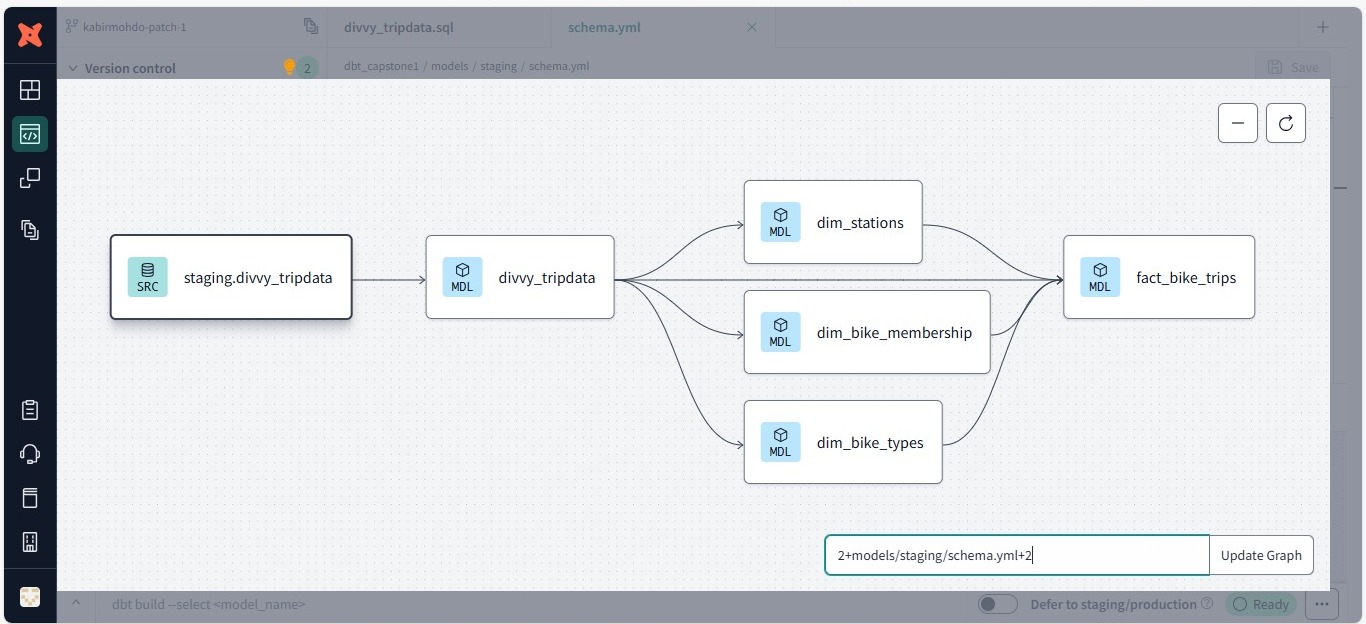 kabirmohdo-patch-1
divvy_tripdata.sql
schema.yml
Version control
2
dbt_capstone1 / models / staging / schema.yml
Save
SRC
staging.divvy_tripdata
MDL
divvy_tripdata
MDL
dim_stations
MDL
dim_bike_membership
MDL
dim_bike_types
MDL
fact_bike_trips
2+models/staging/schema.yml+2
Update Graph
dbt build --select <model_name>
Defer to staging/production
Ready